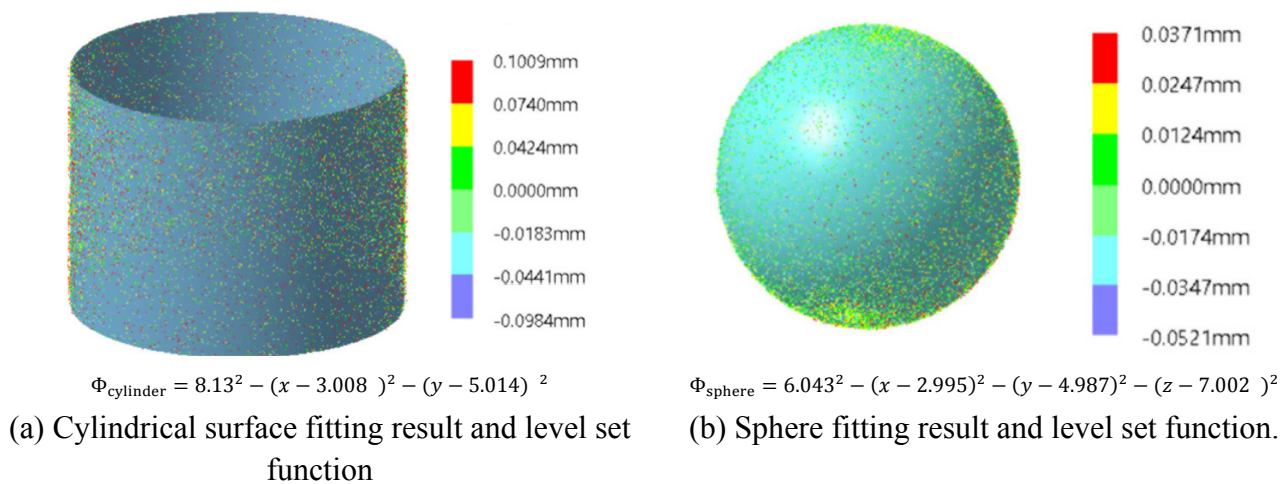 0.1009mm
0.0740mm
0.0424mm
0.0000mm
-0.0183mm
-0.0441mm
-0.0984mm
0.0371mm
0.0247mm
0.0124mm
0.0000mm
-0.0174mm
-0.0347mm
-0.0521mm
Φcylinder = 8.13² − (x − 3.008 )² − (y − 5.014) ²
Φsphere = 6.043² − (x − 2.995)² − (y − 4.987)² − (z − 7.002 )²
(a) Cylindrical surface fitting result and level set
function
(b) Sphere fitting result and level set function.